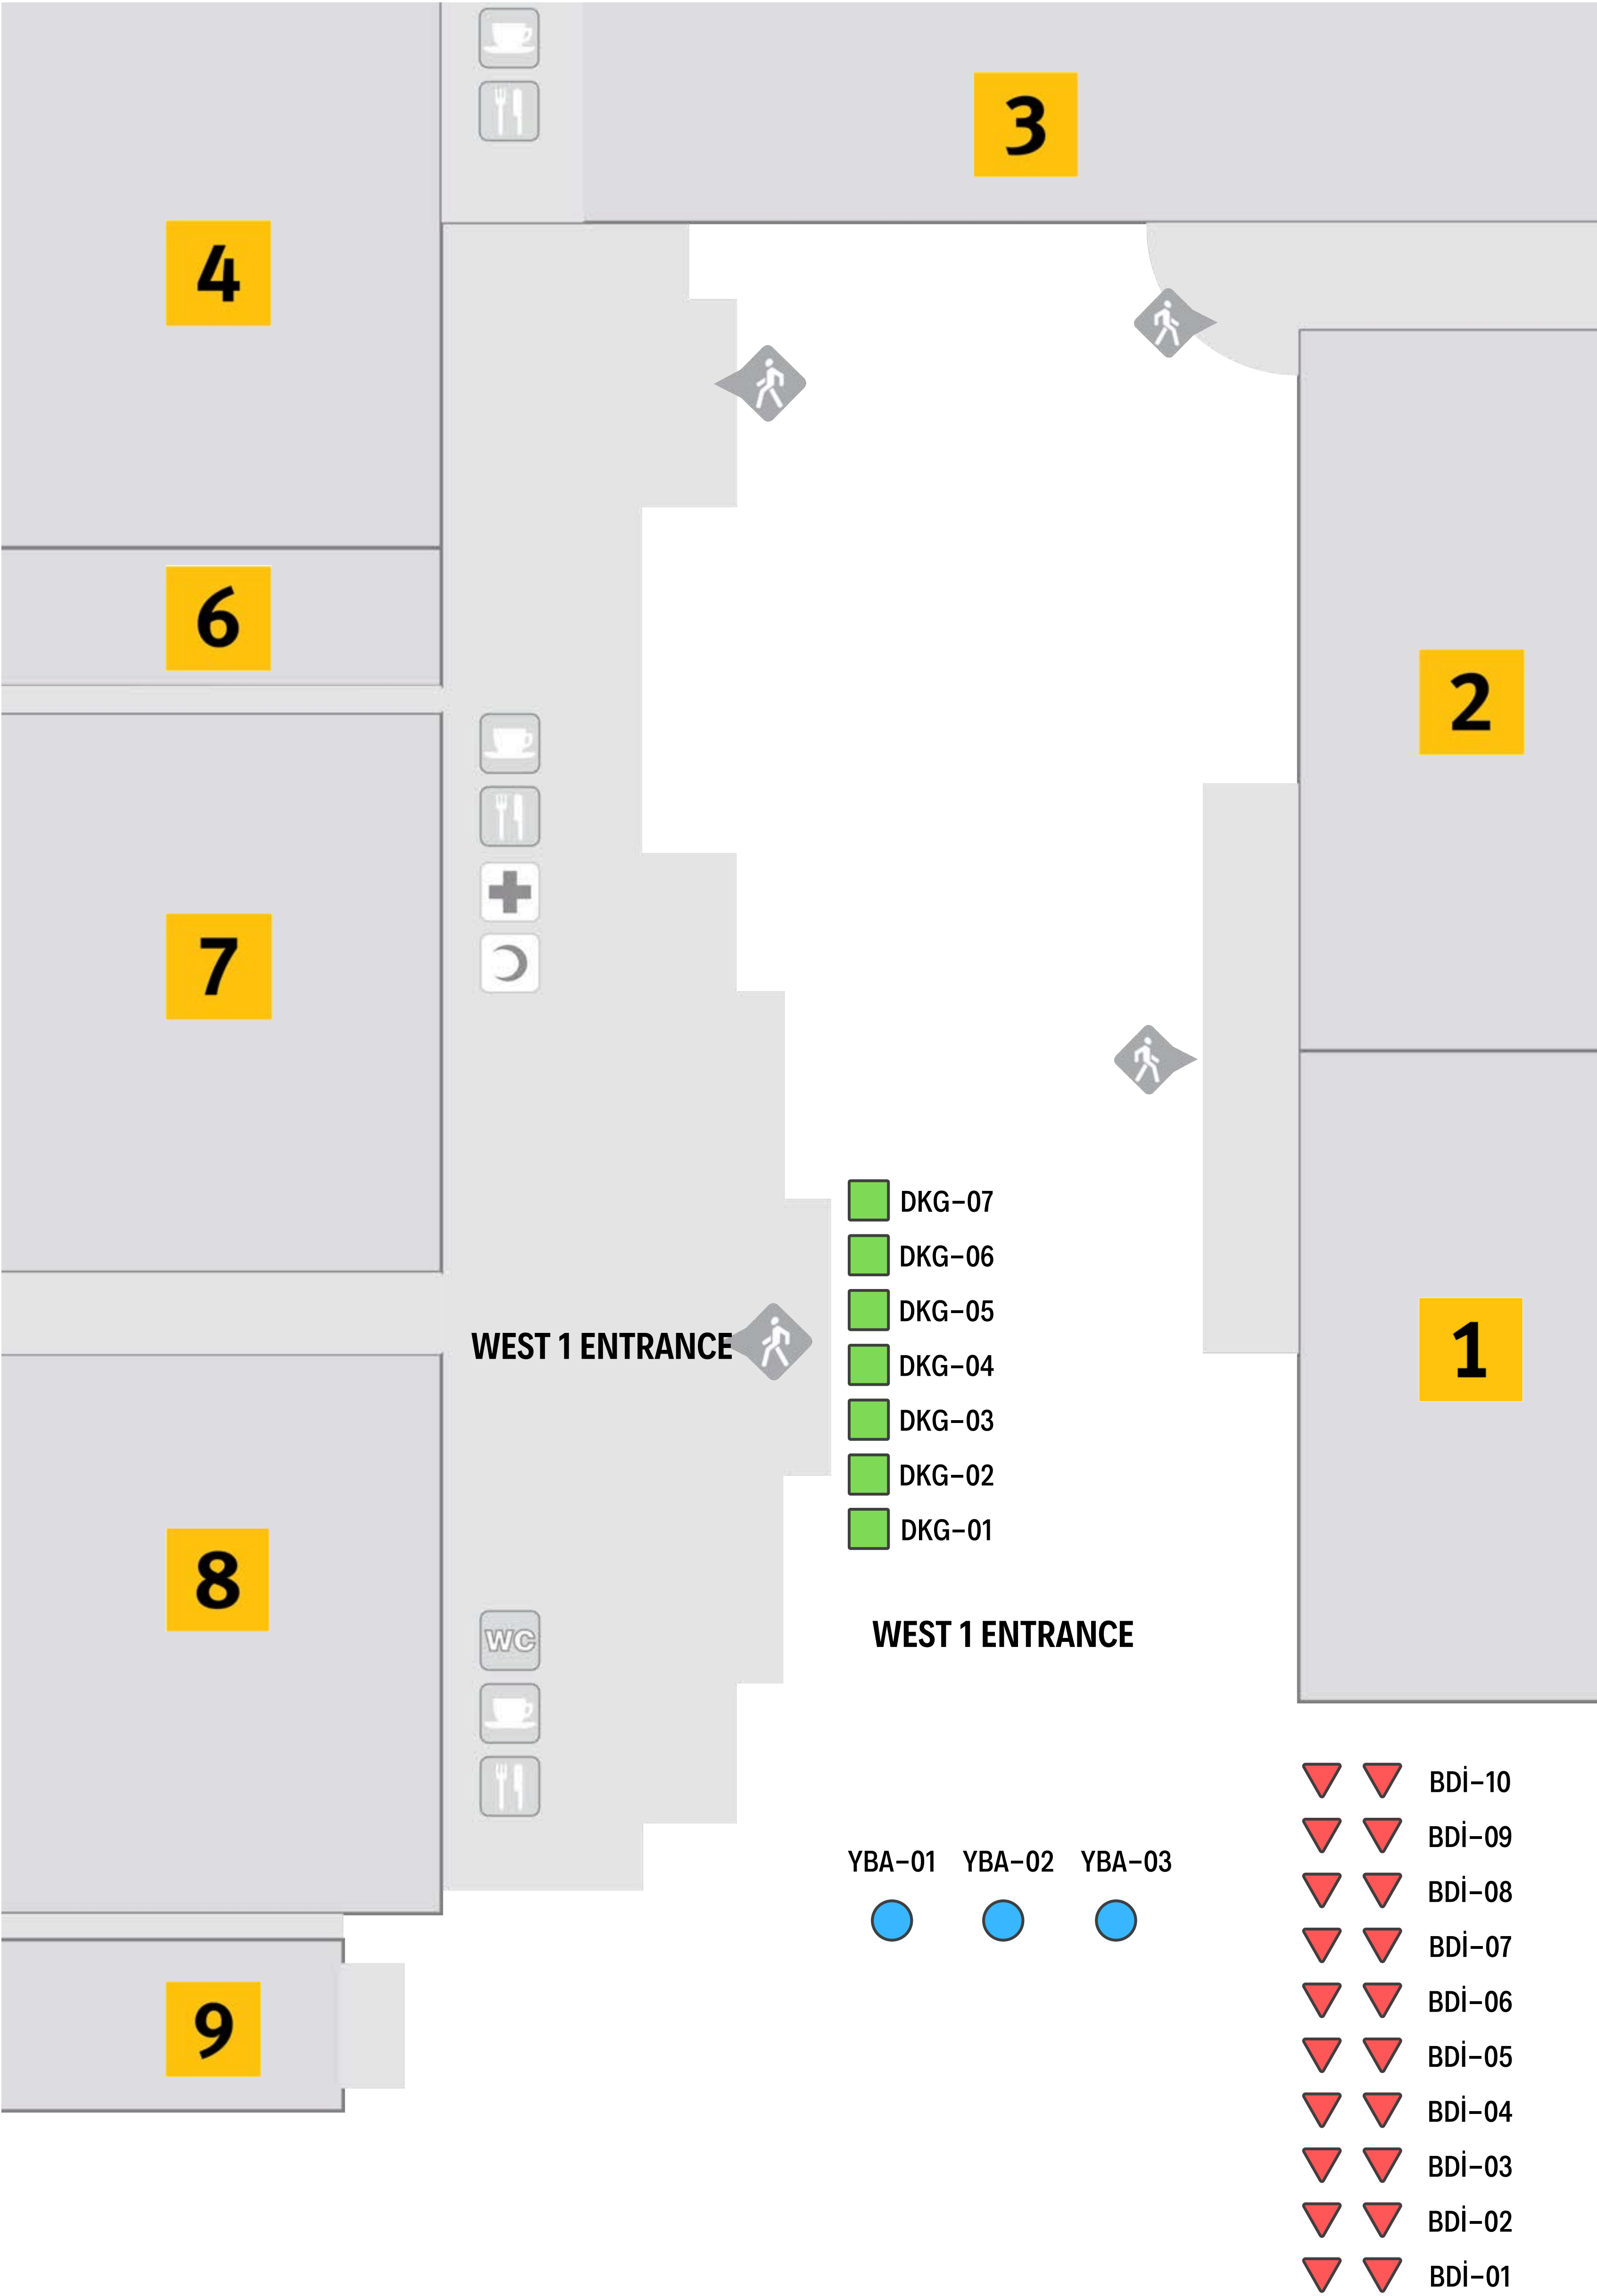 3
4
6
2
7
DKG-07
DKG-06
DKG-05
WEST 1 ENTRANCE
DKG-04
1
DKG-03
DKG-02
DKG-01
8
WEST 1 ENTRANCE
WC
BDİ-10
BDİ-09
YBA-01 YBA-02 YBA-03
BDİ-08
BDİ-07
BDİ-06
9
BDİ-05
BDİ-04
BDİ-03
BDİ-02
BDİ-01